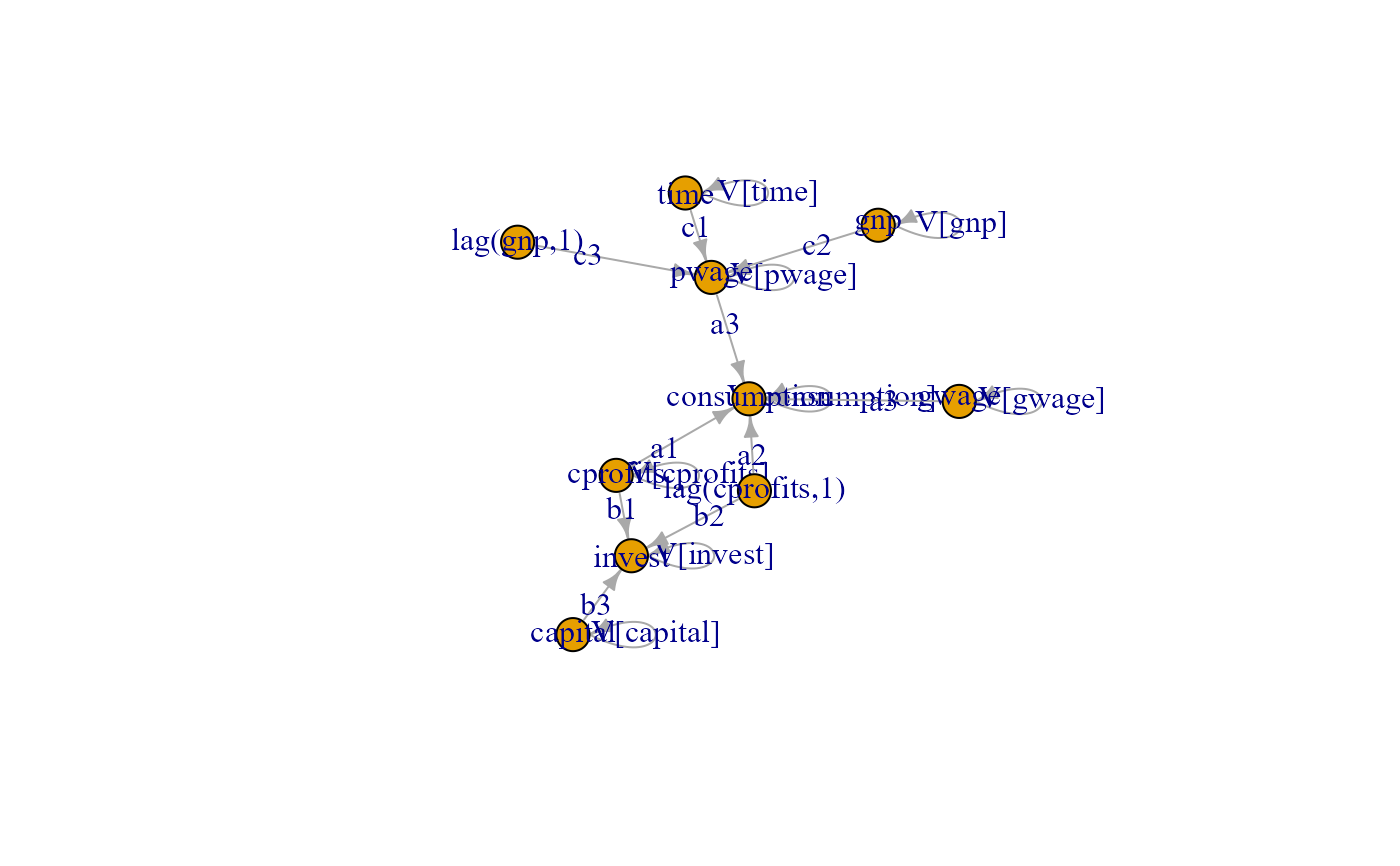 time V[time]
gnp V[gnp]
c1
lag(gnp,1)
c2
c3
pwage V[pwage]
a3
consumption V[consumption]
a3
gwage V[gwage]
a1
a2
cprofits V[cprofits]
lag(cprofits,1)
b1
b2
invest V[invest]
b3
capital V[capital]